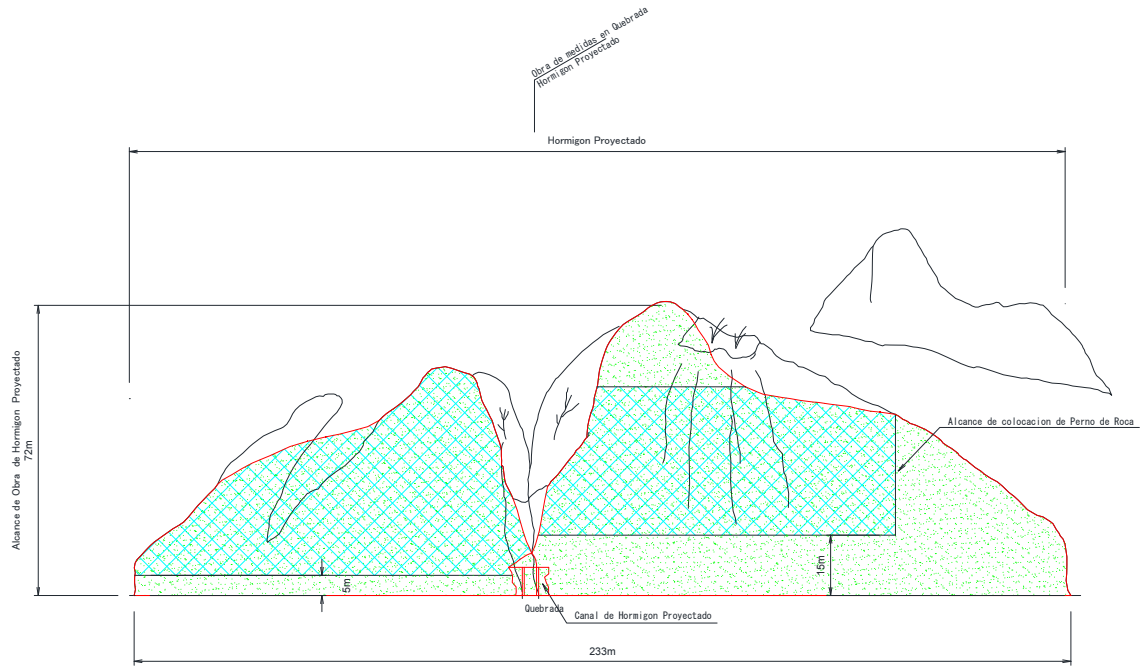 Obra de medidas en Quebrada
Hormigon Proyectado
Hormigon Proyectado
Alcance de Obra de Hormigon Proyectado
72m
Alcance de colocacion de Perno de Roca
5m
15m
Quebrada
Canal de Hormigon Proyectado
233m